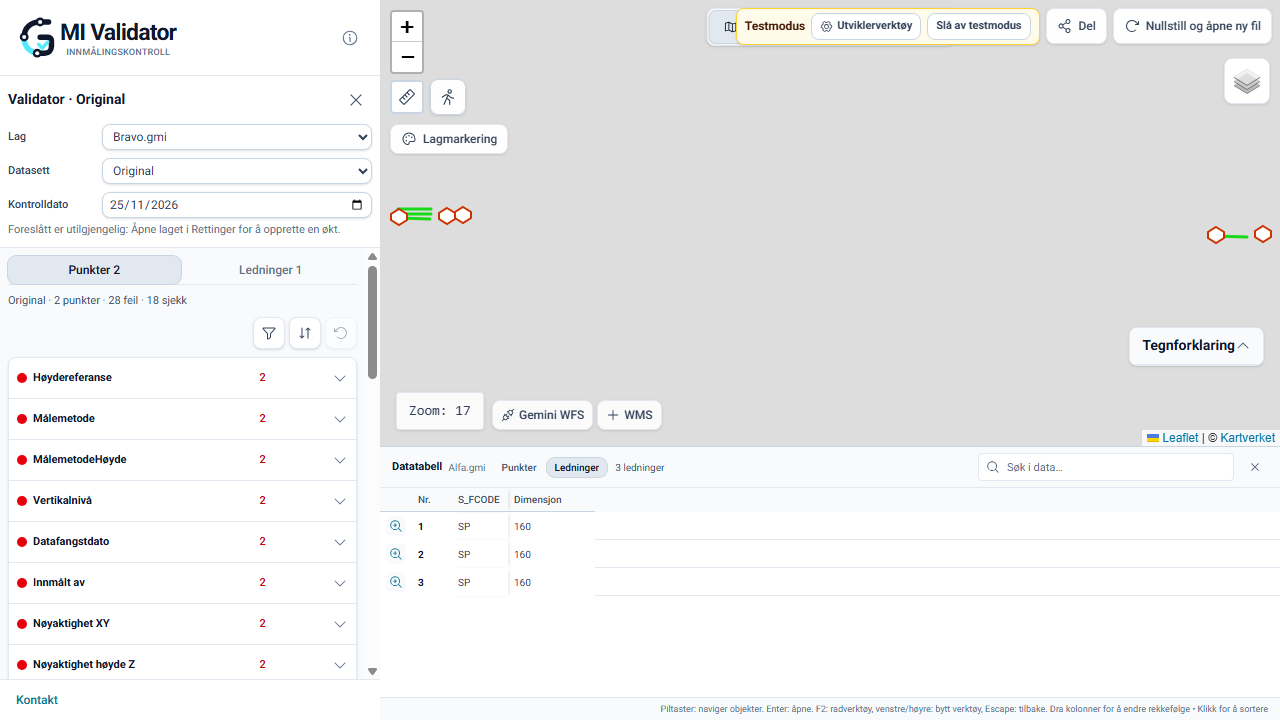 MI Validator
INNMÅLINGSKONTROLL
Validator · Original
Lag
Bravo.gmi
Datasett
Original
Kontrolldato
25/11/2026
Foreslått er utilgjengelig: Åpne laget i Rettinger for å opprette en økt.
Punkter 2
Ledninger 1
Original · 2 punkter · 28 feil · 18 sjekk
Høydereferanse 2
Målemetode 2
MålemetodeHøyde 2
Vertikalnivå 2
Datafangstdato 2
Innmålt av 2
Nøyaktighet XY 2
Nøyaktighet høyde Z 2
Kontakt
+
−
Testmodus
Utviklerverktøy
Slå av testmodus
Del
Nullstill og åpne ny fil
Lagmarkering
Tegnforklaring
Zoom: 17
Gemini WFS
WMS
Leaflet | © Kartverket
Datatabell Alfa.gmi Punkter Ledninger 3 ledninger
Søk i data...
Nr. S_FCODE Dimensjon
1 SP 160
2 SP 160
3 SP 160
Piltaster: naviger objekter. Enter: åpne. F2: radverktøy, venstre/høyre: bytt verktøy, Escape: tilbake. Dra kolonner for å endre rekkefølge • Klikk for å sortere